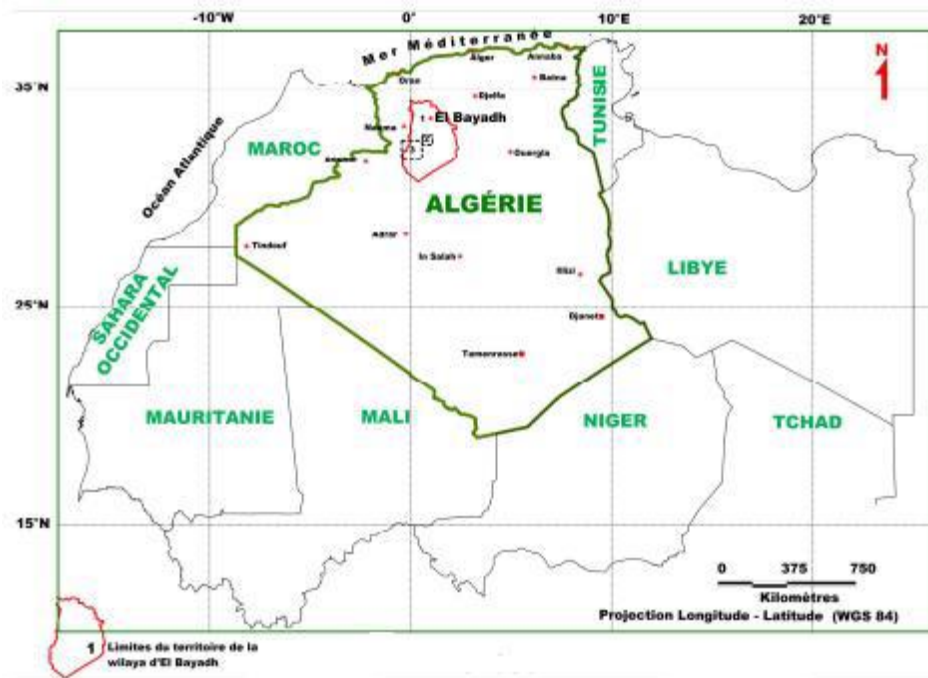 -10°W 0° 10°E 20°E
Mer Méditerranée
Alger
Annaba
Oran
Batna
35°N
Djelfa
N
TUNISIE
1
El Bayadh
Naama
MAROC
Ouargla
Océan Atlantique
ALGÉRIE
Adrar
Tindouf
In Salah
LIBYE
Illizi
SAHARA
OCCIDENTAL
25°N
Djanet
Tamanrasset
MAURITANIE
MALI
NIGER
TCHAD
15°N
0 375 750
Kilomètres
Projection Longitude - Latitude (WGS 84)
1 Limites du territoire de la
wilaya d'El Bayadh